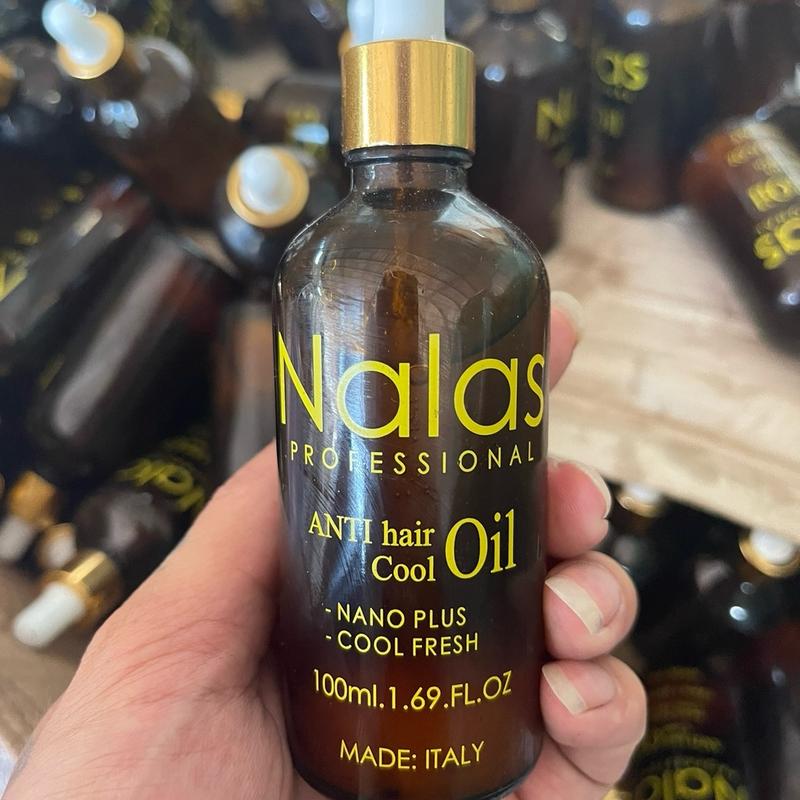 Nalas
PROFESSIONAL
ANTI hair
Cool Oil
- NANO PLUS
- COOL FRESH
100ml.1.69.FL.OZ
MADE: ITALY